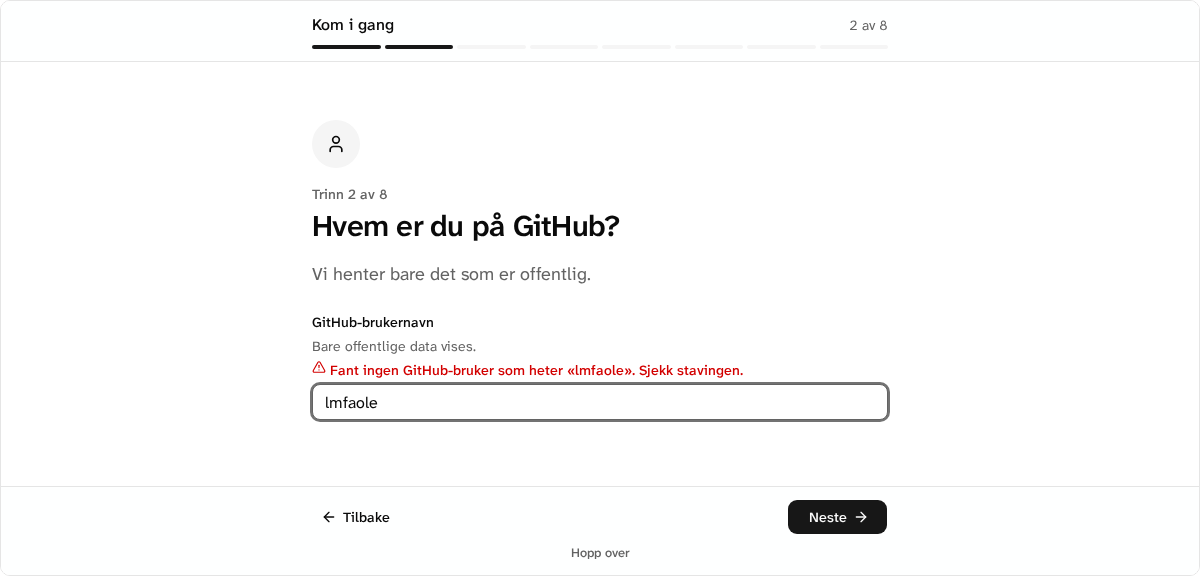 Kom i gang
2 av 8
Trinn 2 av 8
Hvem er du på GitHub?
Vi henter bare det som er offentlig.
GitHub-brukernavn
Bare offentlige data vises.
Fant ingen GitHub-bruker som heter «lmfaole». Sjekk stavingen.
lmfaole
Tilbake
Neste
Hopp over